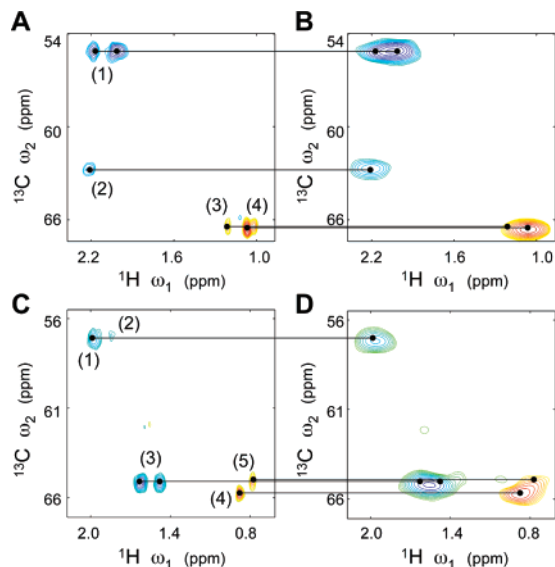 A
B
54
60
66
¹³C ω₂ (ppm)
(1)
(2)
(3) (4)
2.2 1.6 1.0
¹H ω₁ (ppm)
54
60
66
¹³C ω₂ (ppm)
2.2 1.6 1.0
¹H ω₁ (ppm)
C
D
56
61
66
¹³C ω₂ (ppm)
(2)
(1)
(3)
(5)
(4)
2.0 1.4 0.8
¹H ω₁ (ppm)
56
61
66
¹³C ω₂ (ppm)
2.0 1.4 0.8
¹H ω₁ (ppm)